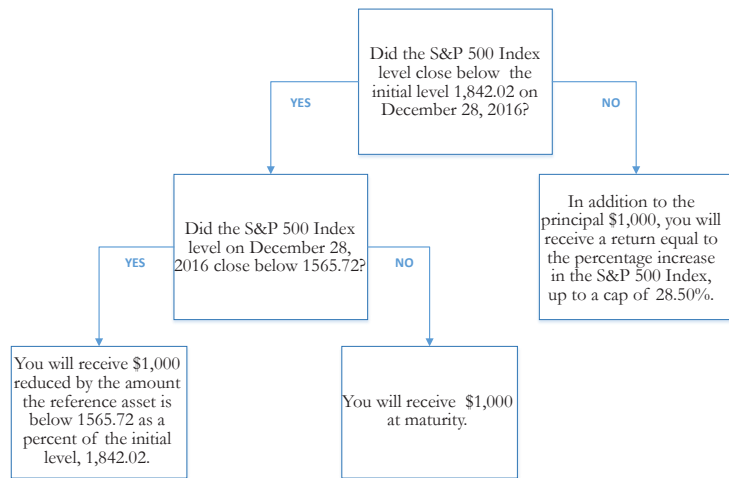 Did the S&P 500 Index
level close below the
initial level 1,842.02 on
December 28, 2016?
YES
NO
Did the S&P 500 Index
level on December 28,
2016 close below 1565.72?
In addition to the
principal $1,000, you will
receive a return equal to
the percentage increase
in the S&P 500 Index,
up to a cap of 28.50%.
YES
NO
You will receive $1,000
reduced by the amount
the reference asset is
below 1565.72 as a
percent of the initial
level, 1,842.02.
You will receive $1,000
at maturity.